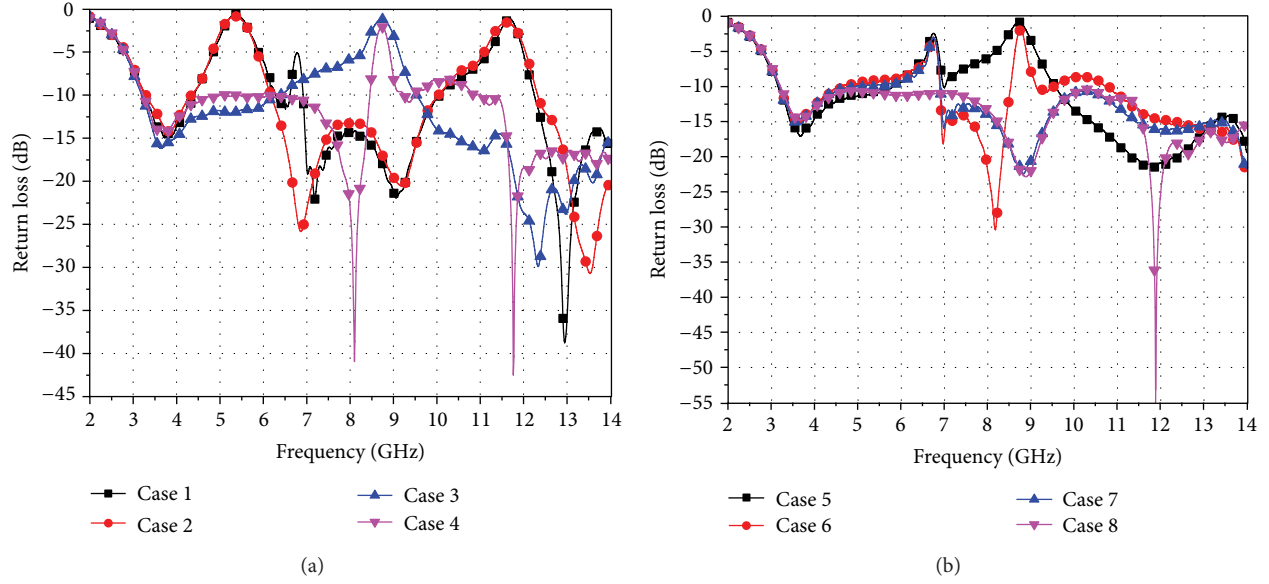 0
−5
−10
−15
−20
−25
−30
−35
−40
−45
Return loss (dB)
2 3 4 5 6 7 8 9 10 11 12 13 14
Frequency (GHz)
Case 1
Case 2
Case 3
Case 4
(a)
0
−5
−10
−15
−20
−25
−30
−35
−40
−45
−50
−55
Return loss (dB)
2 3 4 5 6 7 8 9 10 11 12 13 14
Frequency (GHz)
Case 5
Case 6
Case 7
Case 8
(b)